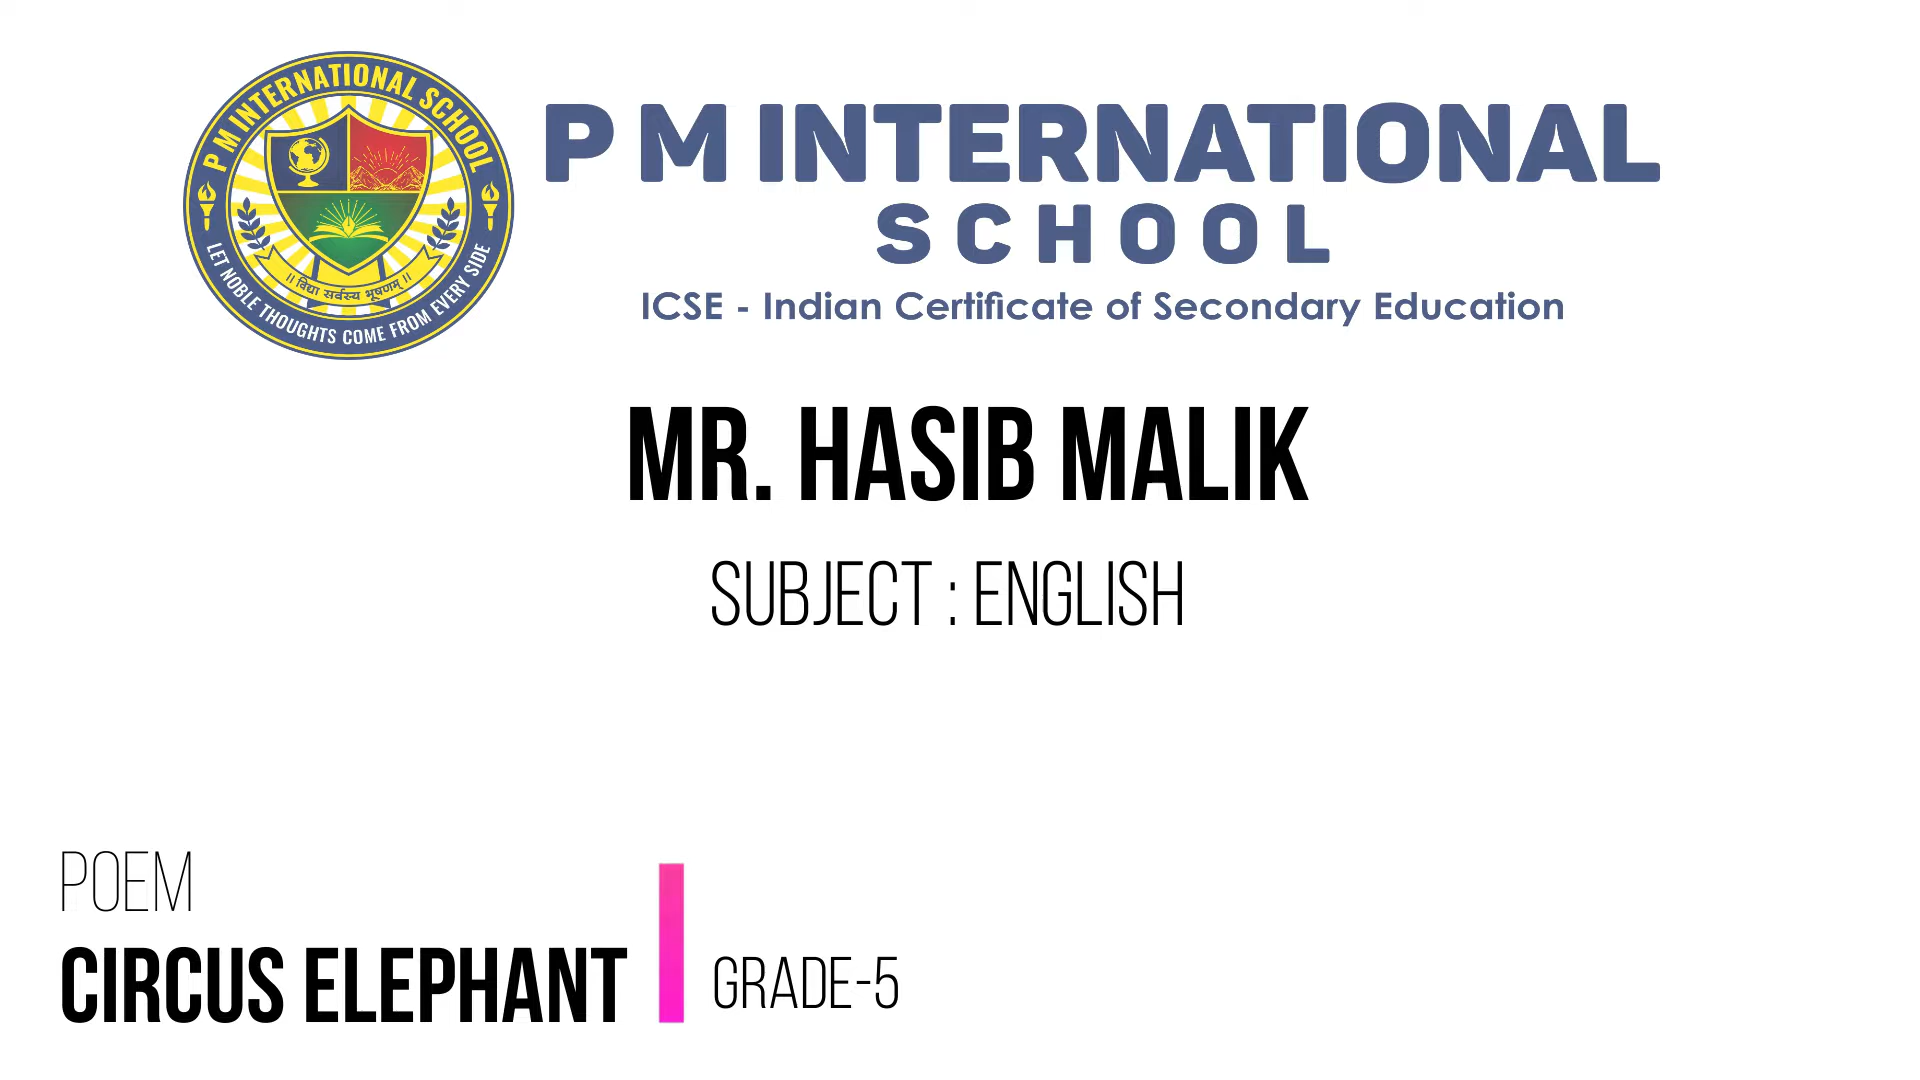 P M INTERNATIONAL SCHOOL
LET NOBLE THOUGHTS COME FROM EVERY SIDE
॥ विद्या सर्वस्य भूषणम् ॥
P M INTERNATIONAL
SCHOOL
ICSE - Indian Certificate of Secondary Education
MR. HASIB MALIK
SUBJECT : ENGLISH
POEM
CIRCUS ELEPHANT
GRADE-5